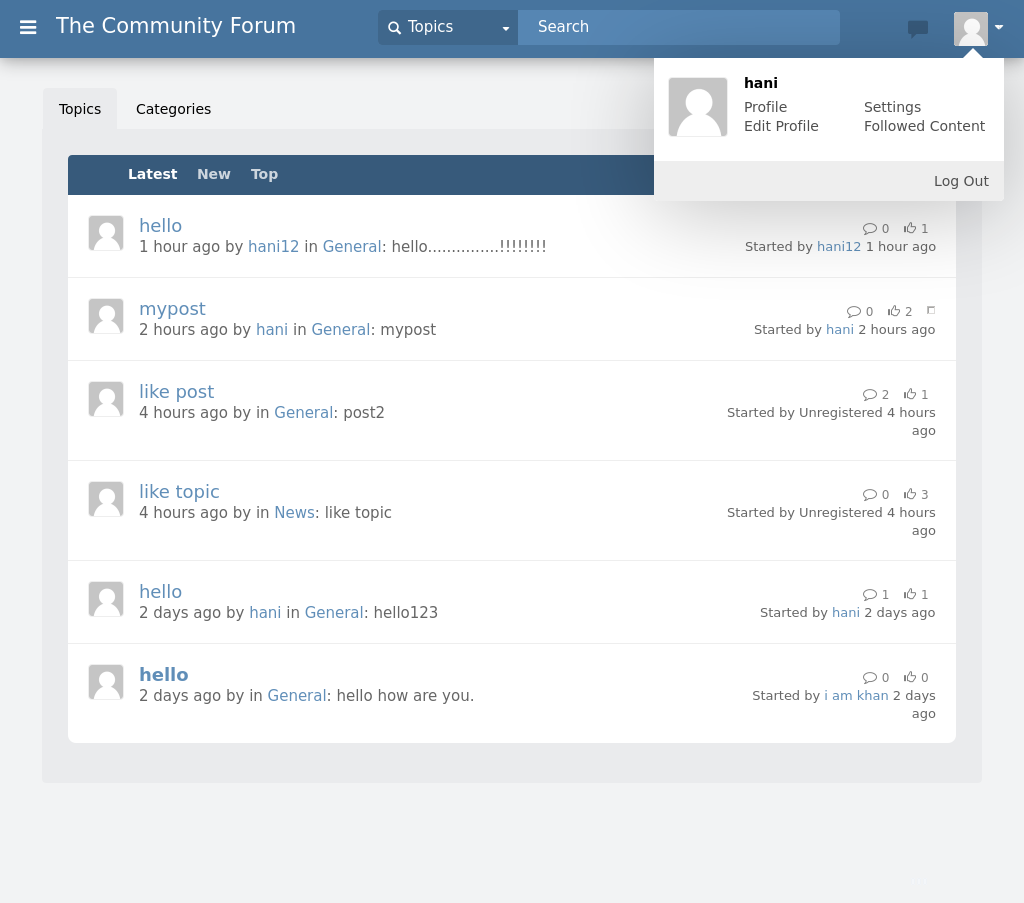 The Community Forum
Topics
Search
hani
Profile
Settings
Edit Profile
Followed Content
Log Out
Topics
Categories
Latest
New
Top
hello
0
1
1 hour ago by hani12 in General: hello...............!!!!!!!!
Started by hani12 1 hour ago
mypost
0
2
2 hours ago by hani in General: mypost
Started by hani 2 hours ago
like post
2
1
4 hours ago by in General: post2
Started by Unregistered 4 hours
ago
like topic
0
3
4 hours ago by in News: like topic
Started by Unregistered 4 hours
ago
hello
1
1
2 days ago by hani in General: hello123
Started by hani 2 days ago
hello
0
0
2 days ago by in General: hello how are you.
Started by i am khan 2 days
ago